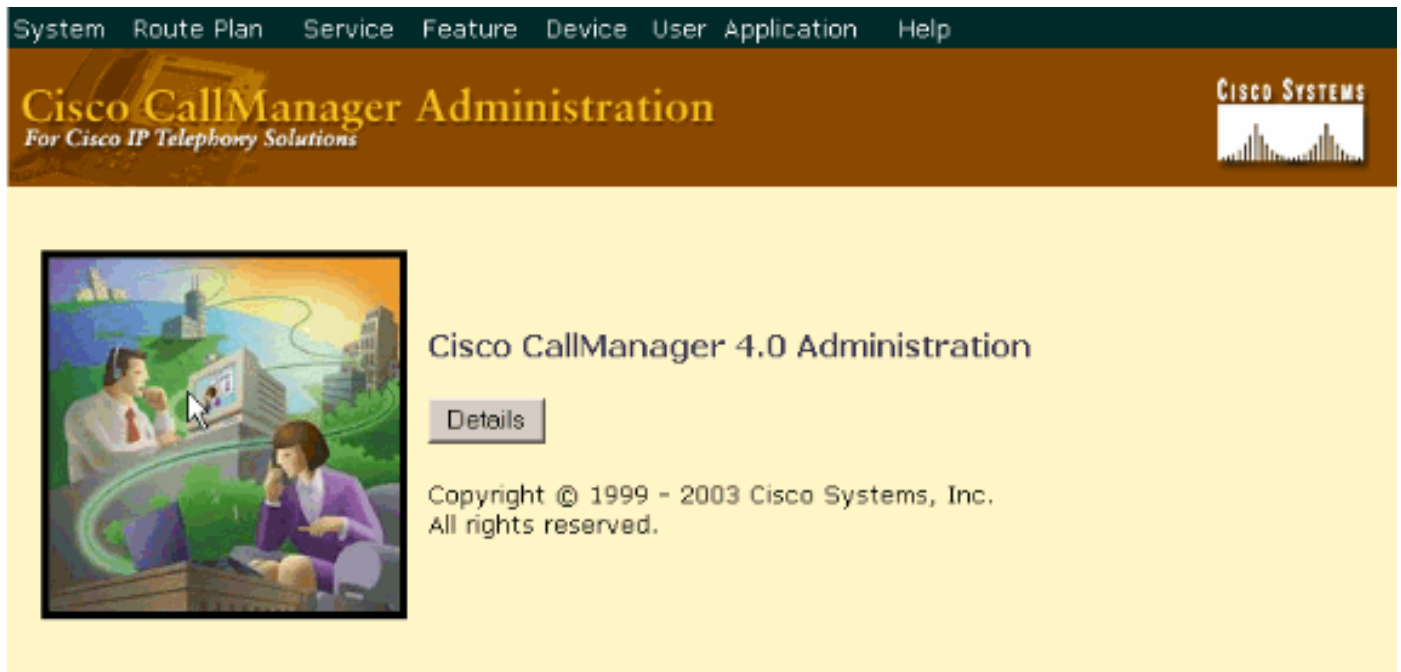 System Route Plan Service Feature Device User Application Help
Cisco CallManager Administration
For Cisco IP Telephony Solutions
CISCO SYSTEMS
Cisco CallManager 4.0 Administration
Details
Copyright © 1999 - 2003 Cisco Systems, Inc.
All rights reserved.